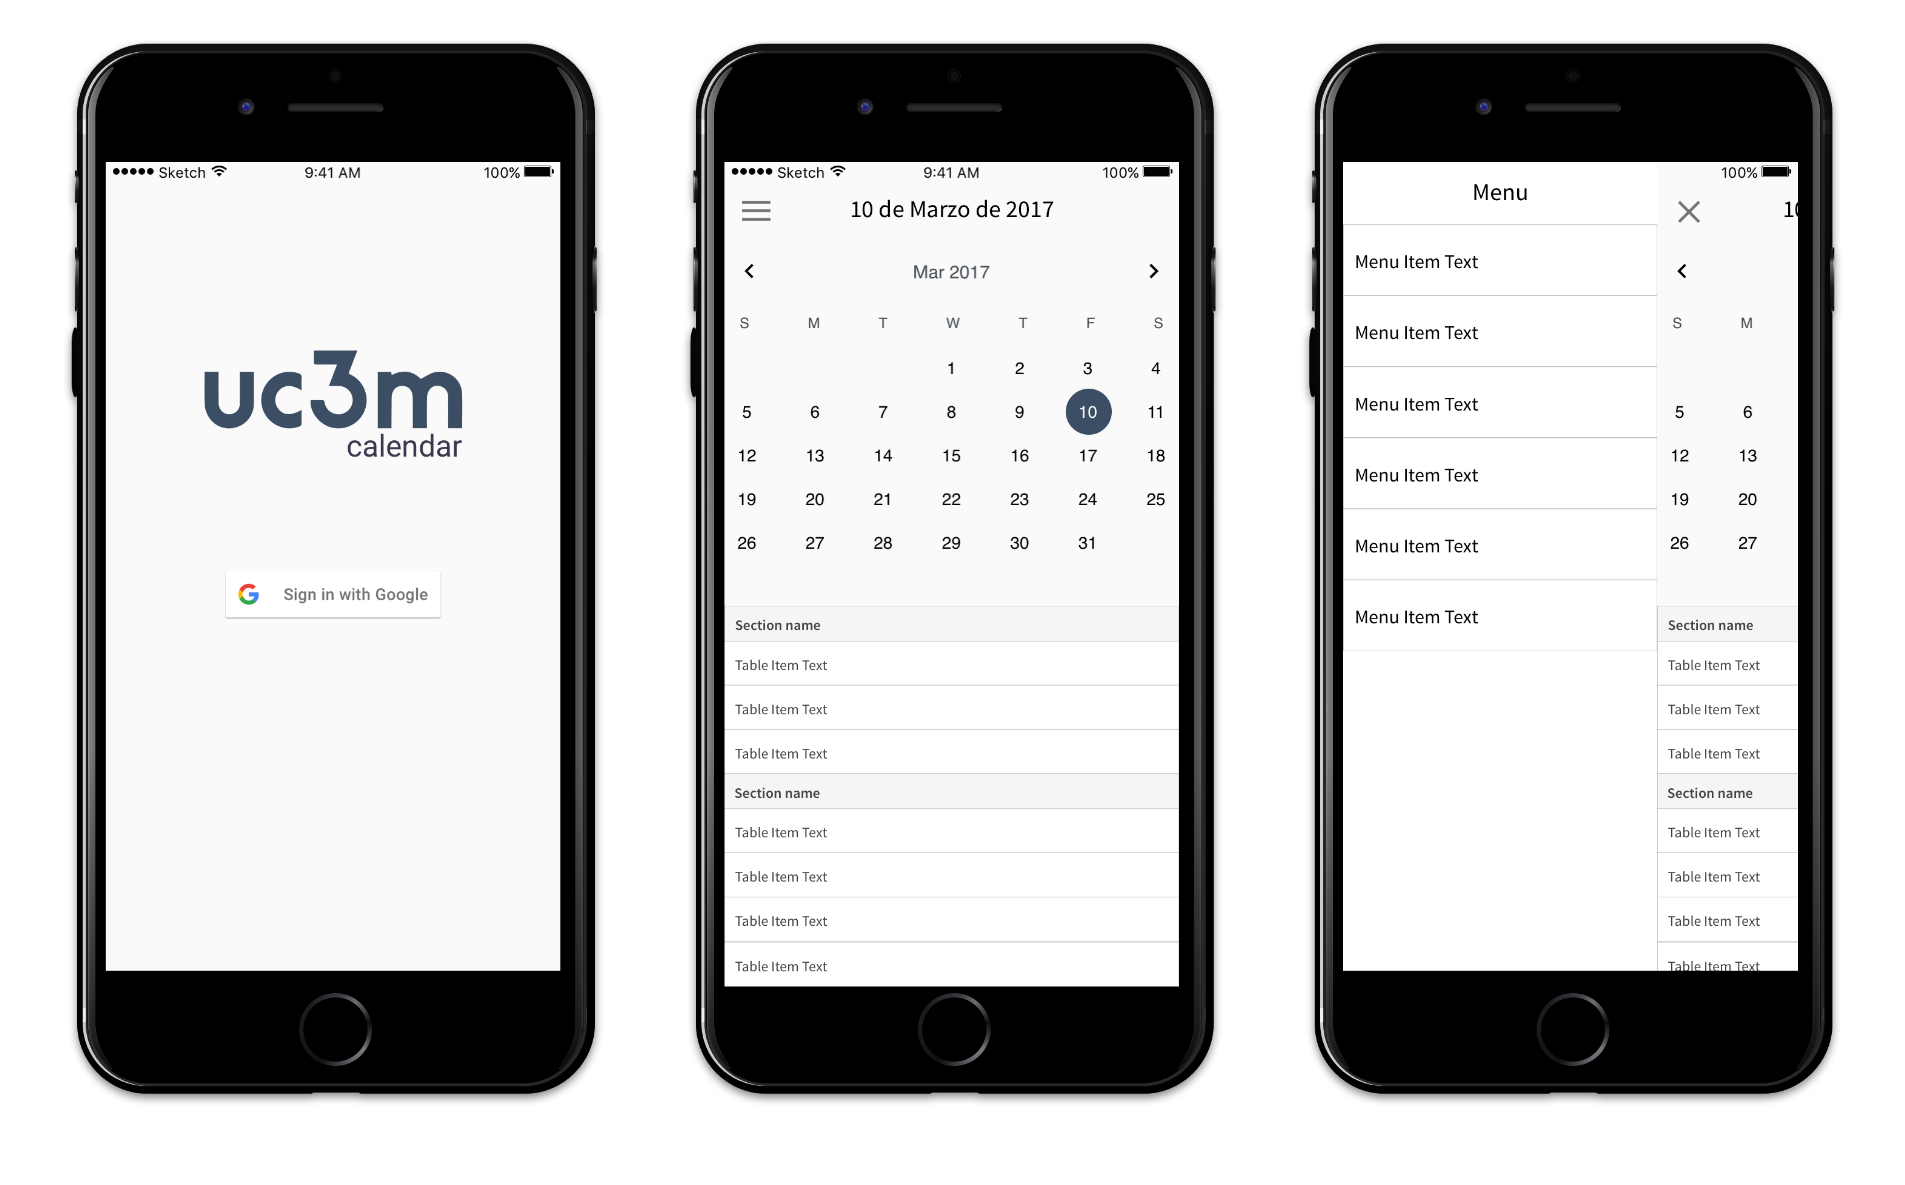 Sketch 9:41 AM 100%
uc3m
calendar
Sign in with Google
Sketch 9:41 AM 100%
10 de Marzo de 2017
Mar 2017
S M T W T F S
1 2 3 4
5 6 7 8 9 10 11
12 13 14 15 16 17 18
19 20 21 22 23 24 25
26 27 28 29 30 31
Section name
Table Item Text
Table Item Text
Table Item Text
Section name
Table Item Text
Table Item Text
Table Item Text
Table Item Text
Menu
Menu Item Text
Menu Item Text
Menu Item Text
Menu Item Text
Menu Item Text
Menu Item Text
100%
10
S M
5 6
12 13
19 20
26 27
Section name
Table Item Text
Table Item Text
Table Item Text
Section name
Table Item Text
Table Item Text
Table Item Text
Table Item Text